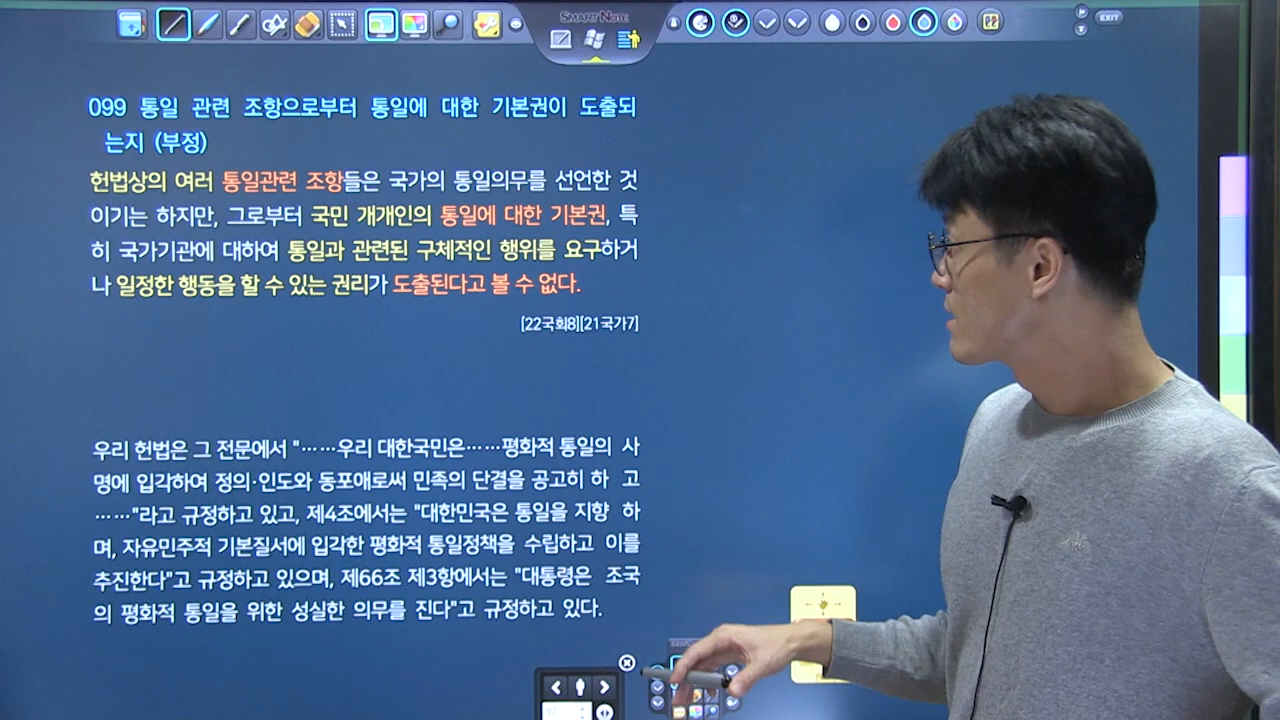 SMARTNOTE
EXIT
099 통일 관련 조항으로부터 통일에 대한 기본권이 도출되
는지 (부정)
헌법상의 여러 통일관련 조항들은 국가의 통일의무를 선언한 것
이기는 하지만, 그로부터 국민 개개인의 통일에 대한 기본권, 특
히 국가기관에 대하여 통일과 관련된 구체적인 행위를 요구하거
나 일정한 행동을 할 수 있는 권리가 도출된다고 볼 수 없다.
[22국회8][21국가7]
우리 헌법은 그 전문에서 "……우리 대한국민은……평화적 통일의 사
명에 입각하여 정의·인도와 동포애로써 민족의 단결을 공고히 하 고
……"라고 규정하고 있고, 제4조에서는 "대한민국은 통일을 지향 하
며, 자유민주적 기본질서에 입각한 평화적 통일정책을 수립하고 이를
추진한다"고 규정하고 있으며, 제66조 제3항에서는 "대통령은 조국
의 평화적 통일을 위한 성실한 의무를 진다"고 규정하고 있다.